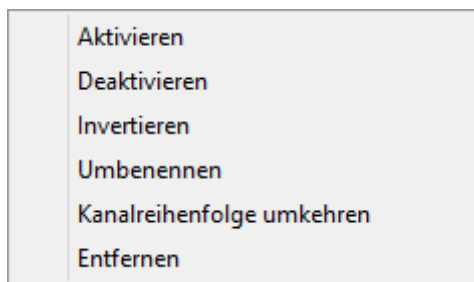 Aktivieren
Deaktivieren
Invertieren
Umbenennen
Kanalreihenfolge umkehren
Entfernen